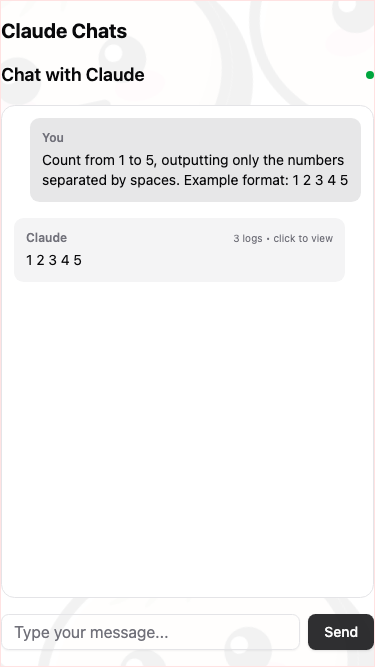 Claude Chats
Chat with Claude
You
Count from 1 to 5, outputting only the numbers
separated by spaces. Example format: 1 2 3 4 5
Claude
3 logs • click to view
1 2 3 4 5
Type your message...
Send